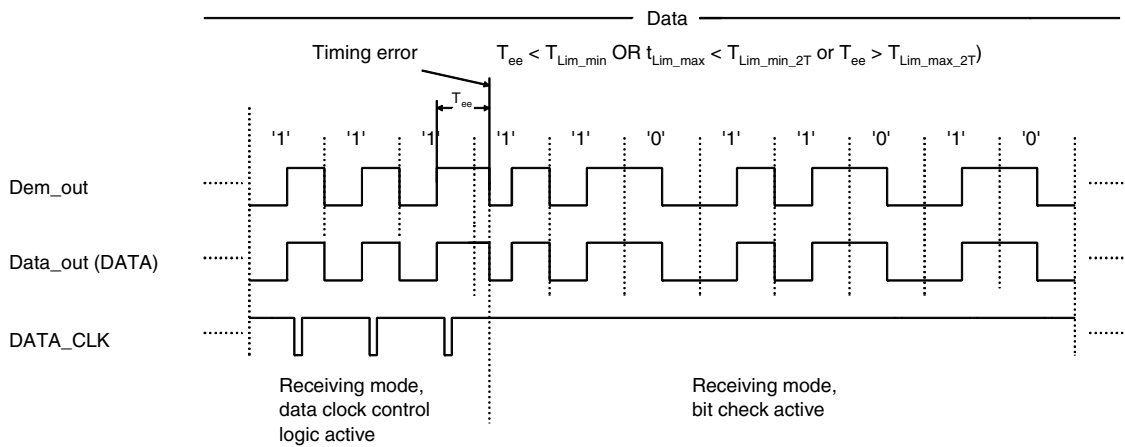 Data
Timing error
T_ee < T_Lim_min OR t_Lim_max < T_Lim_min_2T or T_ee > T_Lim_max_2T)
T_ee
'1' '1' '1' '1' '1' '0' '1' '1' '0' '1' '0'
Dem_out
Data_out (DATA)
DATA_CLK
Receiving mode,
data clock control
logic active
Receiving mode,
bit check active